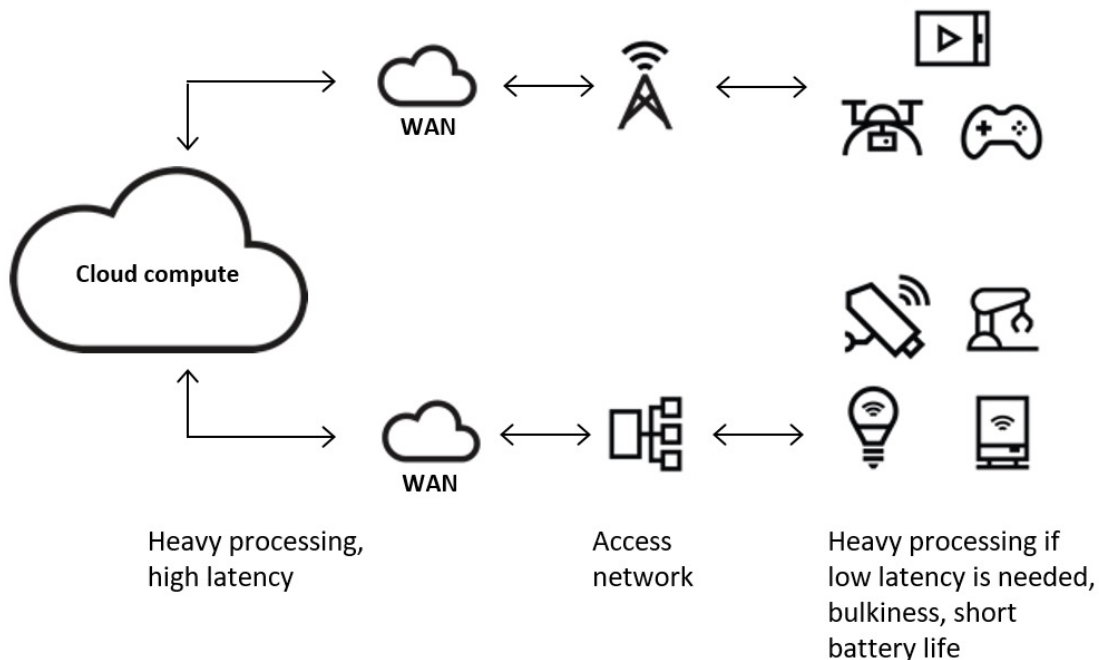 WAN
Cloud compute
WAN
Heavy processing,
high latency
Access
network
Heavy processing if
low latency is needed,
bulkiness, short
battery life